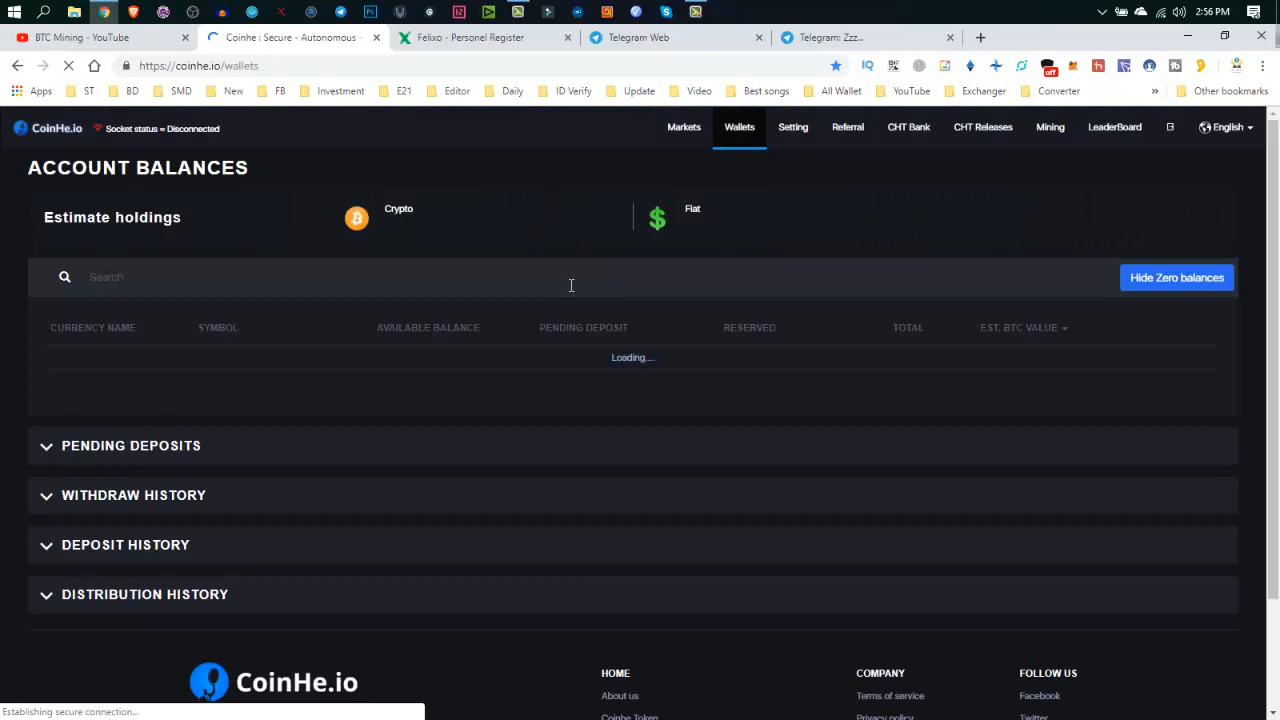 2:56 PM
BTC Mining - YouTube
Coinhe : Secure - Autonomous -
Felixo - Personel Register
Telegram Web
Telegram: Zzz...
https://coinhe.io/wallets
off
Apps ST BD SMD New FB Investment E21 Editor Daily ID Verify Update Video Best songs All Wallet YouTube Exchanger Converter » Other bookmarks
CoinHe.io Socket status = Disconnected Markets Wallets Setting Referral CHT Bank CHT Releases Mining LeaderBoard English
ACCOUNT BALANCES
Estimate holdings Crypto Fiat
Search Hide Zero balances
CURRENCY NAME SYMBOL AVAILABLE BALANCE PENDING DEPOSIT RESERVED TOTAL EST. BTC VALUE
Loading....
PENDING DEPOSITS
WITHDRAW HISTORY
DEPOSIT HISTORY
DISTRIBUTION HISTORY
CoinHe.io
HOME COMPANY FOLLOW US
About us Terms of service Facebook
Coinhe Token Privacy policy Twitter
Establishing secure connection...